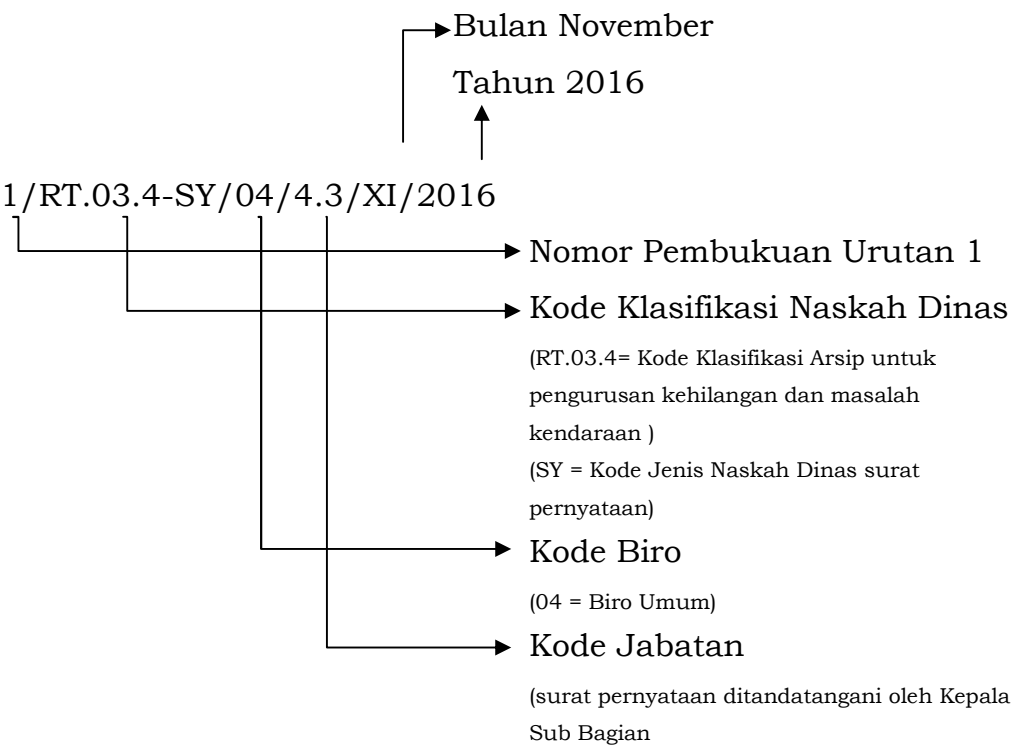 Bulan November
Tahun 2016
1/RT.03.4-SY/04/4.3/XI/2016
Nomor Pembukuan Urutan 1
Kode Klasifikasi Naskah Dinas
(RT.03.4= Kode Klasifikasi Arsip untuk
pengurusan kehilangan dan masalah
kendaraan )
(SY = Kode Jenis Naskah Dinas surat
pernyataan)
Kode Biro
(04 = Biro Umum)
Kode Jabatan
(surat pernyataan ditandatangani oleh Kepala
Sub Bagian